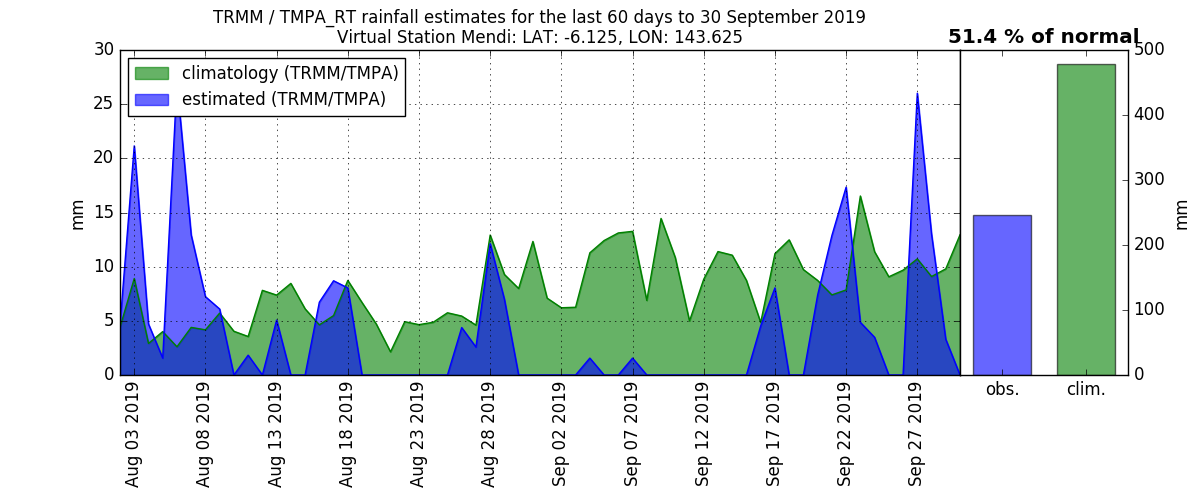 TRMM / TMPA_RT rainfall estimates for the last 60 days to 30 September 2019
Virtual Station Mendi: LAT: -6.125, LON: 143.625
51.4 % of normal
climatology (TRMM/TMPA)
estimated (TRMM/TMPA)
30
25
20
15
10
5
0
mm
Aug 03 2019
Aug 08 2019
Aug 13 2019
Aug 18 2019
Aug 23 2019
Aug 28 2019
Sep 02 2019
Sep 07 2019
Sep 12 2019
Sep 17 2019
Sep 22 2019
Sep 27 2019
obs.
clim.
500
400
300
200
100
0
mm